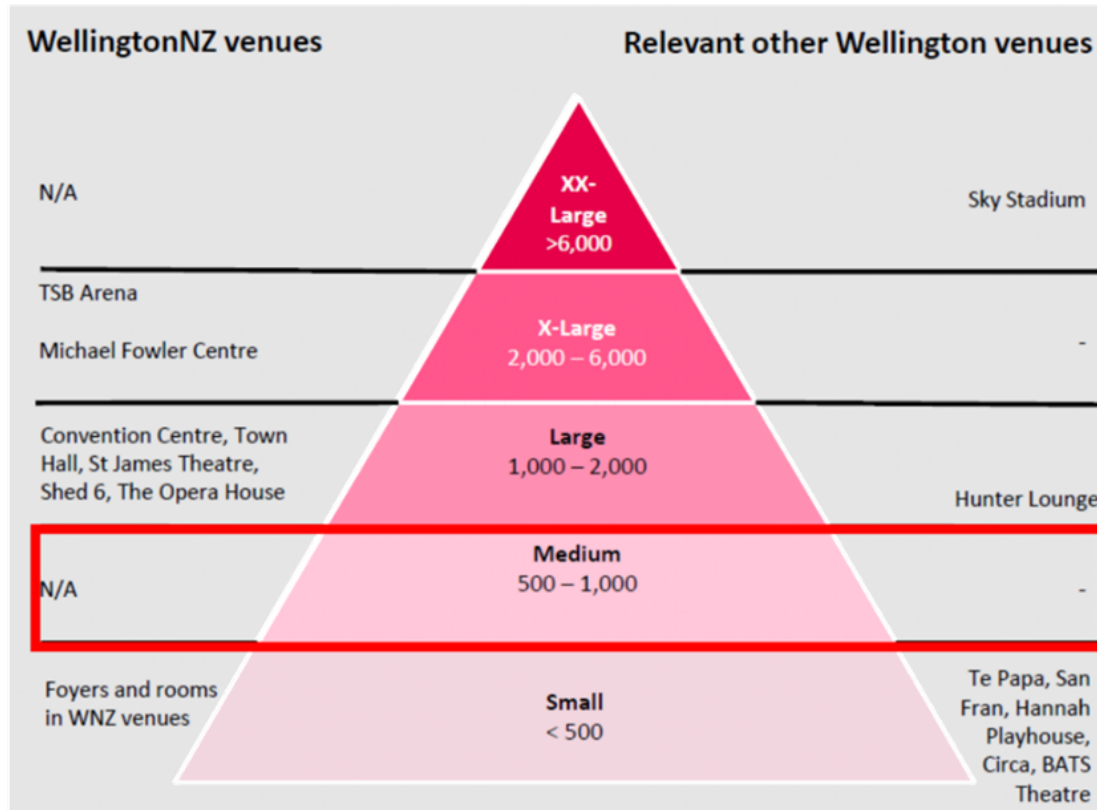 WellingtonNZ venues
Relevant other Wellington venues
N/A
XX-
Large
>6,000
Sky Stadium
TSB Arena
Michael Fowler Centre
X-Large
2,000 – 6,000
-
Convention Centre, Town
Hall, St James Theatre,
Shed 6, The Opera House
Large
1,000 – 2,000
Hunter Lounge
N/A
Medium
500 – 1,000
-
Foyers and rooms
in WNZ venues
Small
< 500
Te Papa, San
Fran, Hannah
Playhouse,
Circa, BATS
Theatre